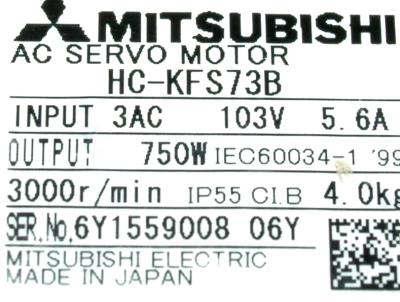 MITSUBISHI
AC SERVO MOTOR
HC-KFS73B
INPUT 3AC 103V 5.6A
OUTPUT 750W IEC60034-1 '99
3000r/min IP55 CI.B 4.0kg
SER.No.6Y1559008 06Y
MITSUBISHI ELECTRIC
MADE IN JAPAN